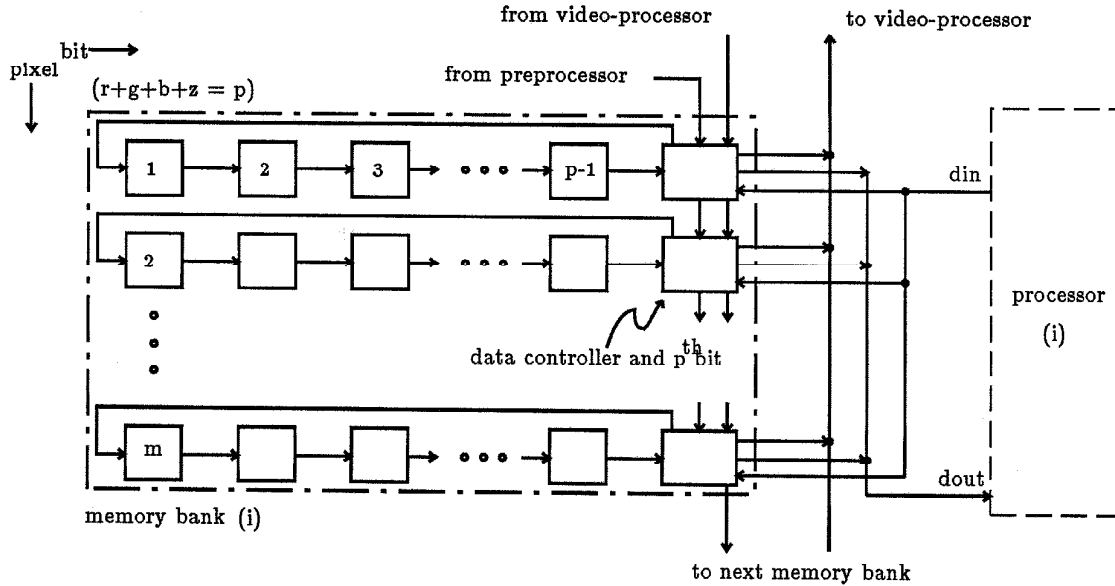 from video-processor
to video-processor
bit
pixel
from preprocessor
(r+g+b+z = p)
1
2
3
p-1
din
2
processor
(i)
data controller and p th bit
m
dout
memory bank (i)
to next memory bank